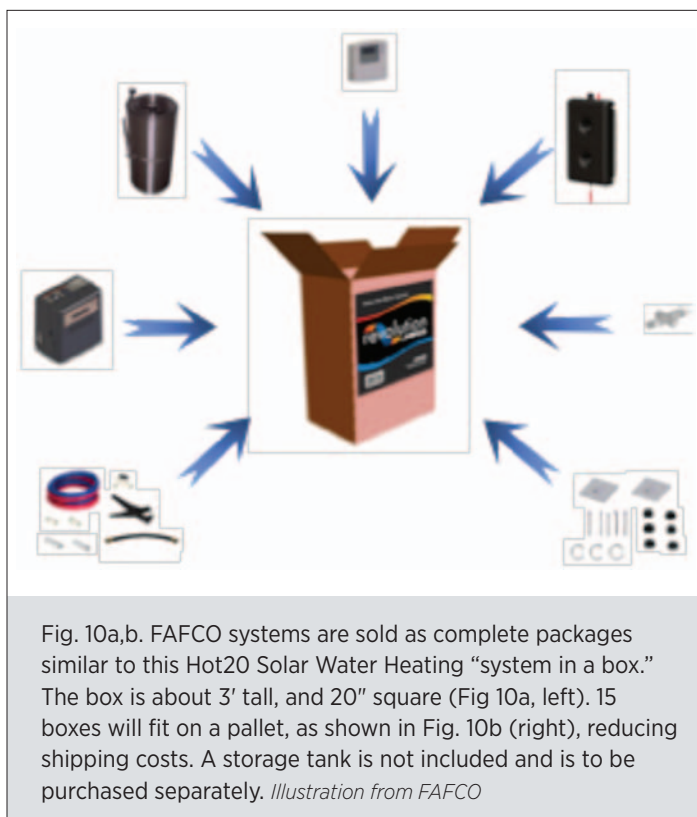 revolution
Fig. 10a,b. FAFCO systems are sold as complete packages
similar to this Hot20 Solar Water Heating “system in a box.”
The box is about 3' tall, and 20" square (Fig 10a, left). 15
boxes will fit on a pallet, as shown in Fig. 10b (right), reducing
shipping costs. A storage tank is not included and is to be
purchased separately. Illustration from FAFCO